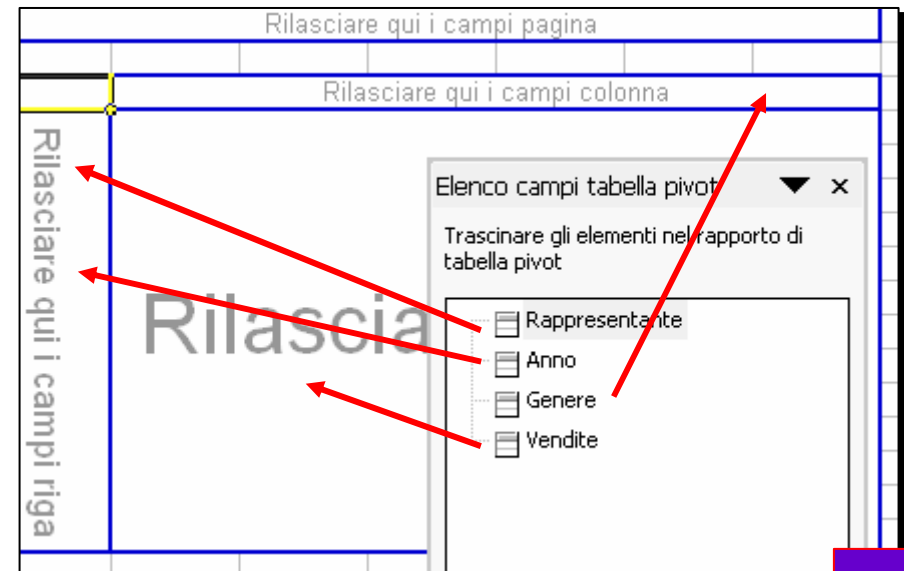 Rilasciare qui i campi pagina
Rilasciare qui i campi colonna
Rilasciare qui i campi riga
Rilascia
Elenco campi tabella pivot
Trascinare gli elementi nel rapporto di
tabella pivot
Rappresentante
Anno
Genere
Vendite